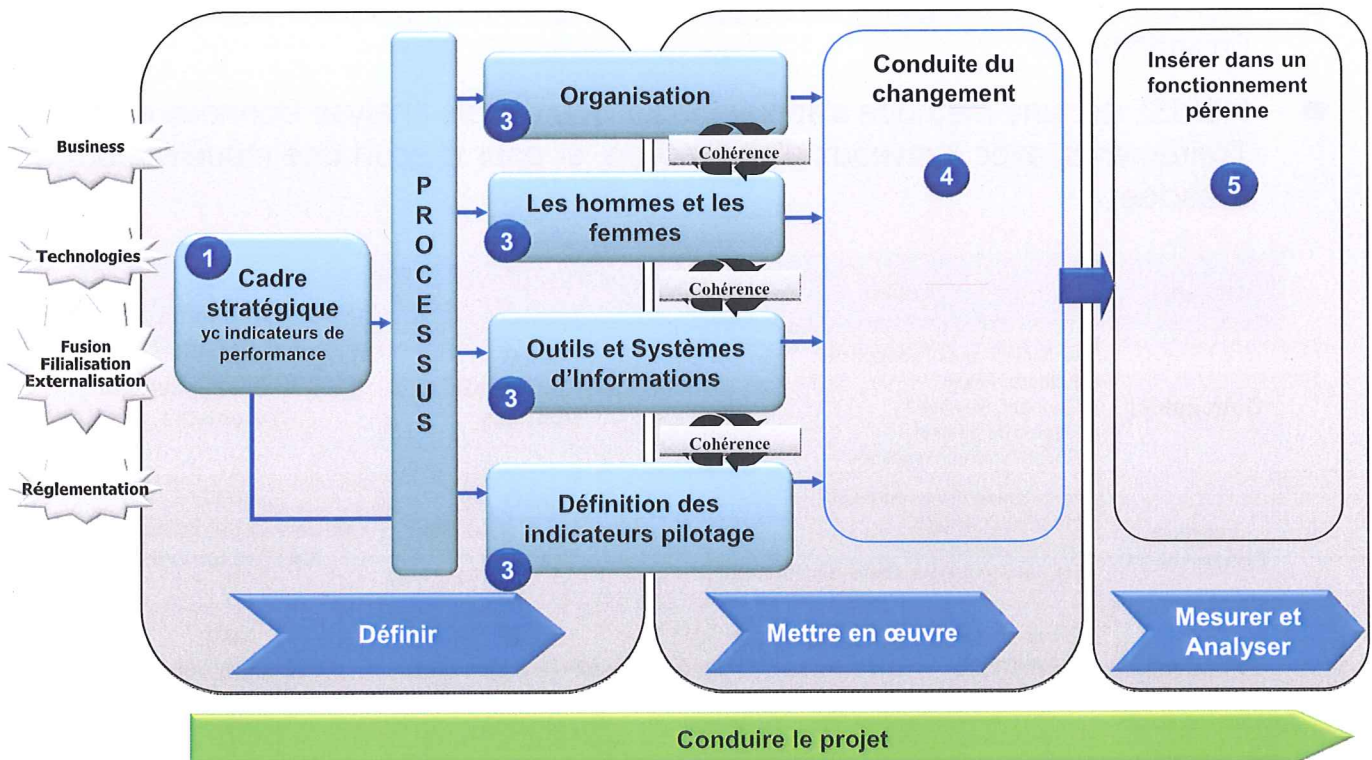 Business
Technologies
Fusion
Filialisation
Externalisation
Réglementation
1
Cadre
stratégique
yc indicateurs de
performance
P
R
O
C
E
S
S
U
S
Organisation
3
Cohérence
Les hommes et les
femmes
3
Cohérence
Outils et Systèmes
d'Informations
3
Cohérence
Définition des
indicateurs pilotage
3
Conduite du
changement
4
Insérer dans un
fonctionnement
pérenne
5
Définir
Mettre en œuvre
Mesurer et
Analyser
Conduire le projet